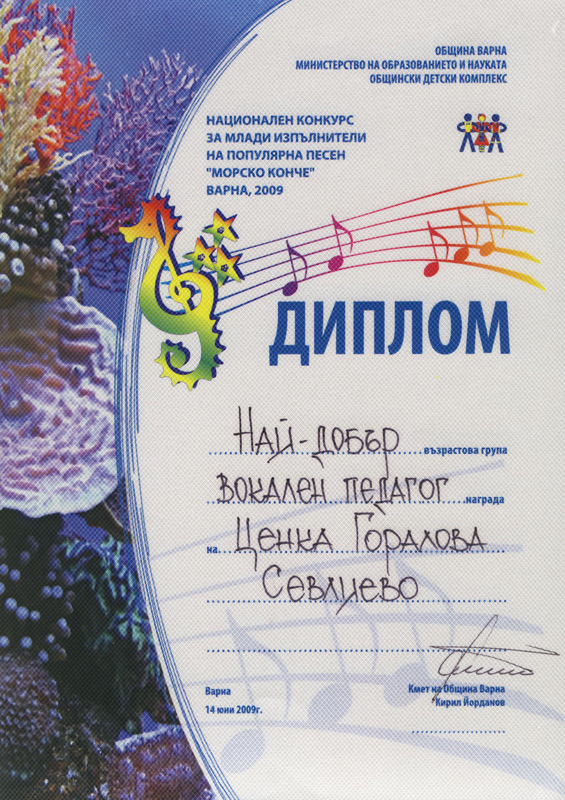 ОБЩИНА ВАРНА
МИНИСТЕРСТВО НА ОБРАЗОВАНИЕТО И НАУКАТА
ОБЩИНСКИ ДЕТСКИ КОМПЛЕКС
НАЦИОНАЛЕН КОНКУРС
ЗА МЛАДИ ИЗПЪЛНИТЕЛИ
НА ПОПУЛЯРНА ПЕСЕН
"МОРСКО КОНЧЕ"
ВАРНА, 2009
ДИПЛОМ
Най-добър възрастова група
вокален педагог награда
на Ценка Горалова
Севлиево
Варна
14 юни 2009г.
Кмет на Община Варна
Кирил Йорданов